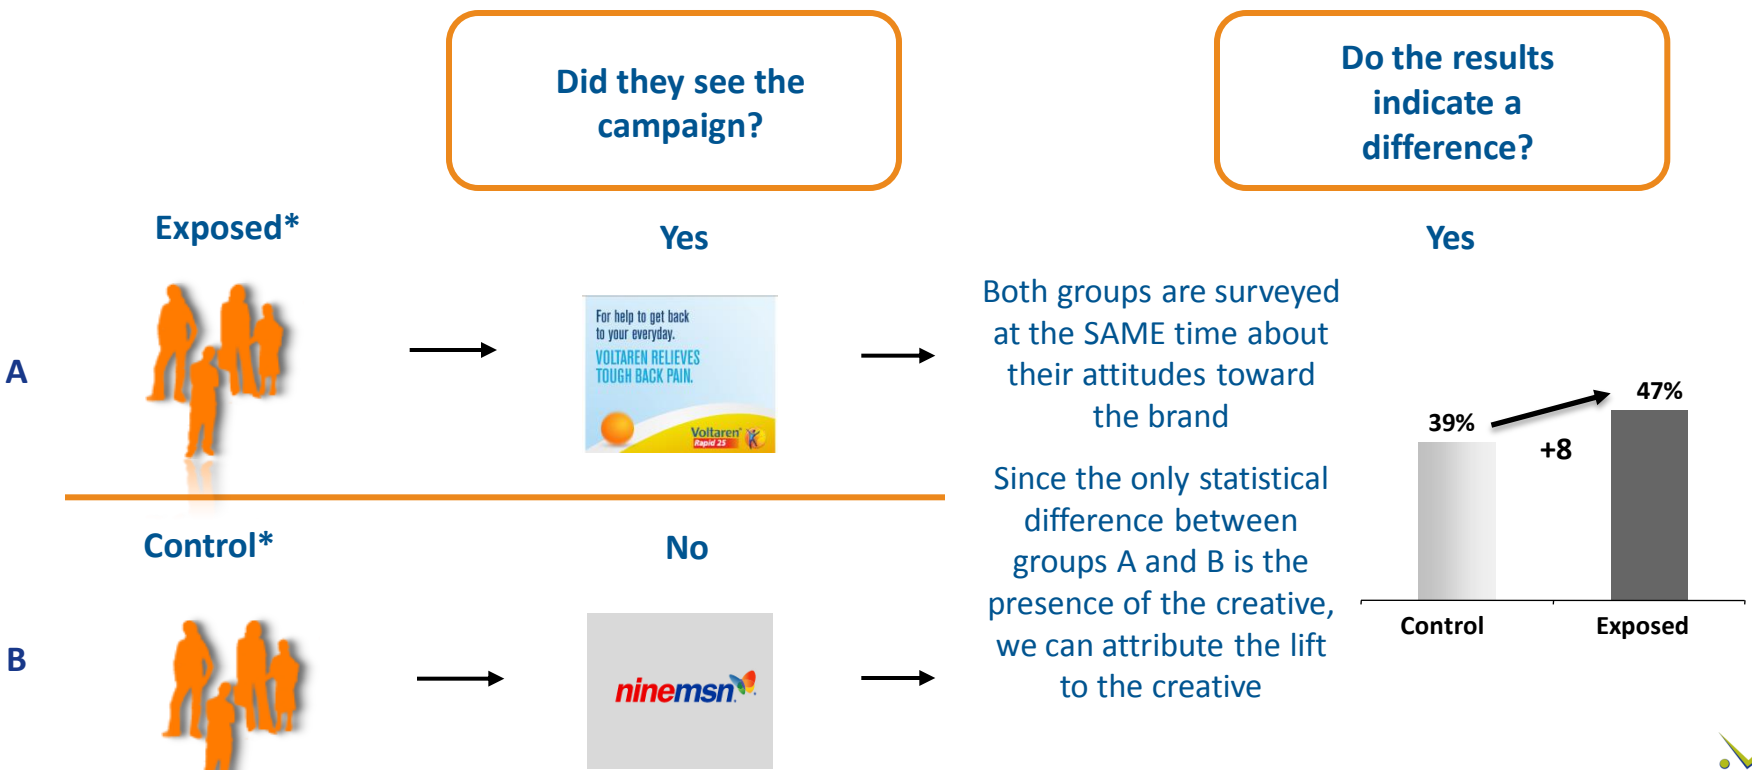 Did they see the
campaign?
Do the results
indicate a
difference?
Exposed*
Yes
Yes
A
For help to get back
to your everyday.
VOLTAREN RELIEVES
TOUGH BACK PAIN.
Voltaren
Rapid 25
Both groups are surveyed
at the SAME time about
their attitudes toward
the brand
39%
+8
47%
Control
Exposed
Since the only statistical
difference between
groups A and B is the
presence of the creative,
we can attribute the lift
to the creative
Control*
No
B
ninemsn